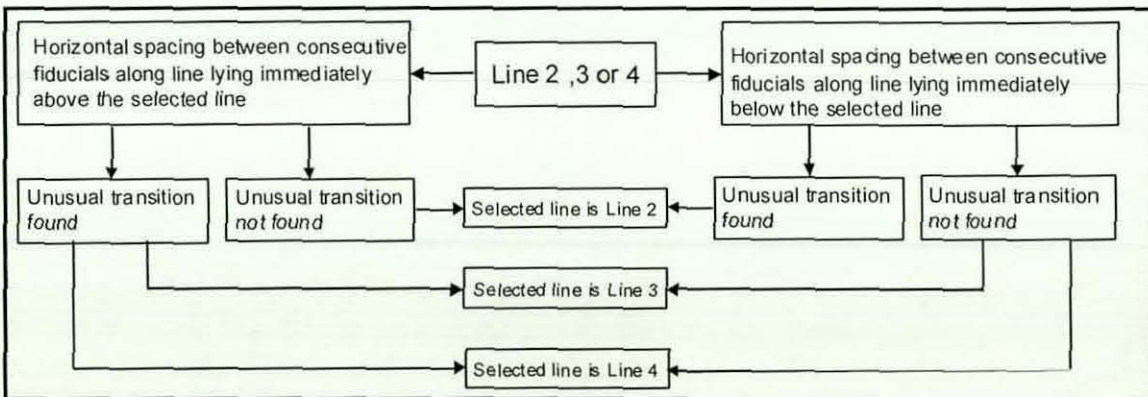 Horizontal spacing between consecutive
fiducials along line lying immediately
above the selected line
Line 2 ,3 or 4
Horizontal spacing between consecutive
fiducials along line lying immediately
below the selected line
Unusual transition
found
Unusual transition
not found
Selected line is Line 2
Unusual transition
found
Unusual transition
not found
Selected line is Line 3
Selected line is Line 4